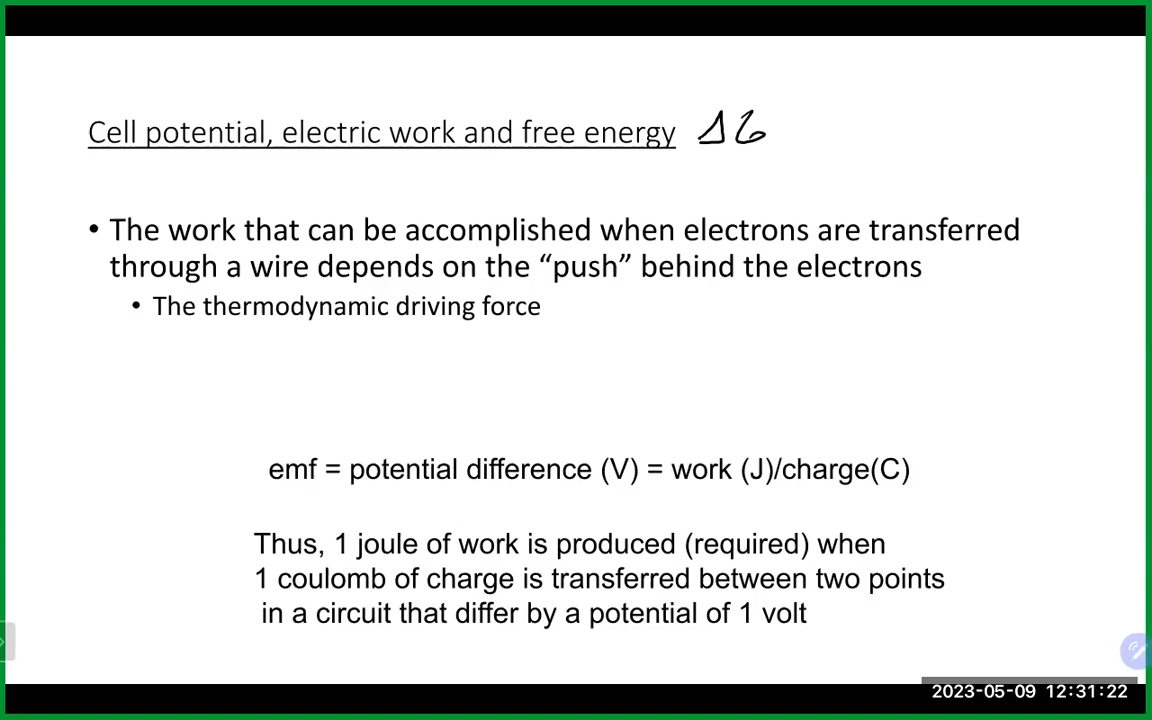 Cell potential, electric work and free energy ΔG
• The work that can be accomplished when electrons are transferred
through a wire depends on the “push” behind the electrons
• The thermodynamic driving force
emf = potential difference (V) = work (J)/charge(C)
Thus, 1 joule of work is produced (required) when
1 coulomb of charge is transferred between two points
in a circuit that differ by a potential of 1 volt
2023-05-09 12:31:22